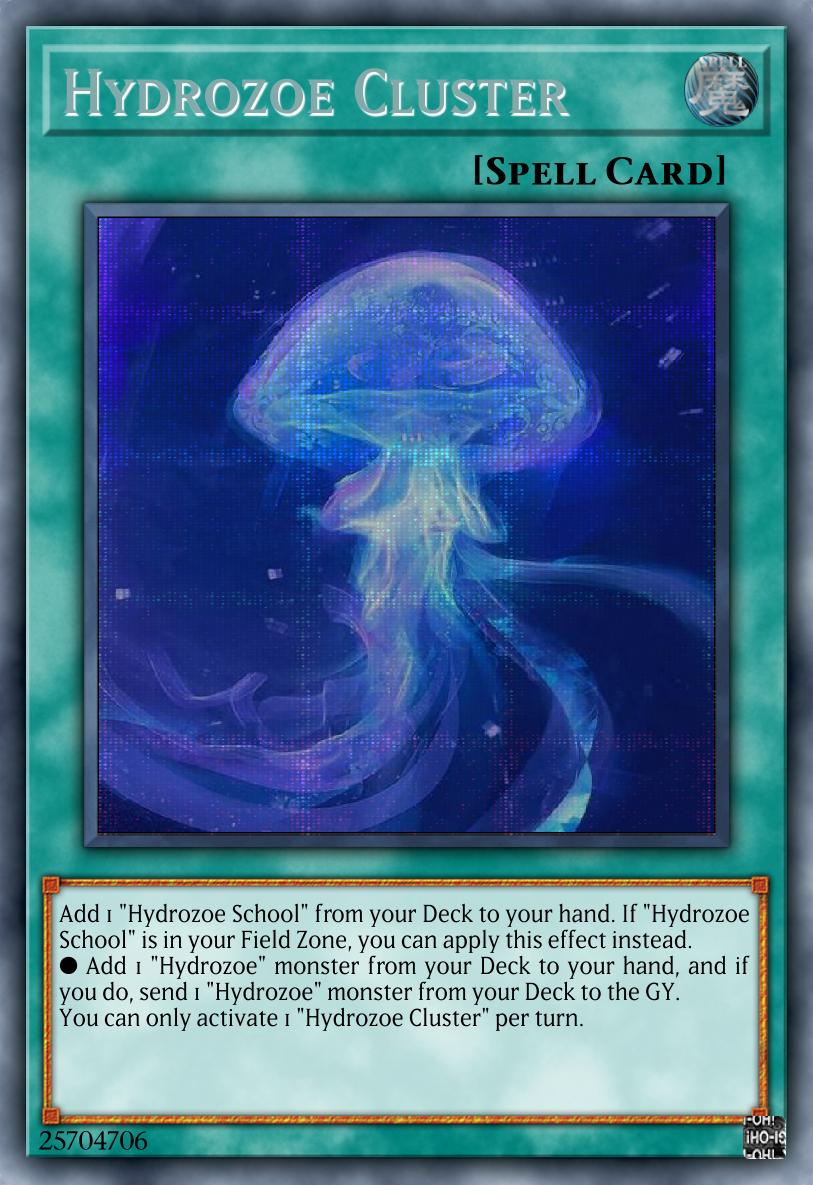 Hydrozoe Cluster
SPELL
魔
[Spell Card]
Add 1 "Hydrozoe School" from your Deck to your hand. If "Hydrozoe
School" is in your Field Zone, you can apply this effect instead.
● Add 1 "Hydrozoe" monster from your Deck to your hand, and if
you do, send 1 "Hydrozoe" monster from your Deck to the GY.
You can only activate 1 "Hydrozoe Cluster" per turn.
25704706